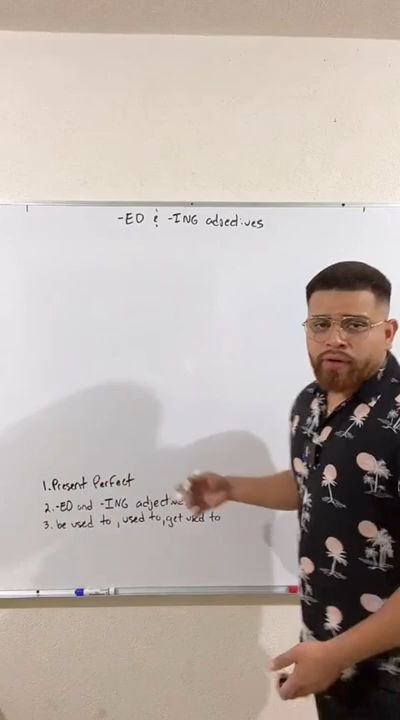 -ED & -ING adjectives
1. Present Perfect
2. -ED and -ING adjective
3. be used to, used to, get used to